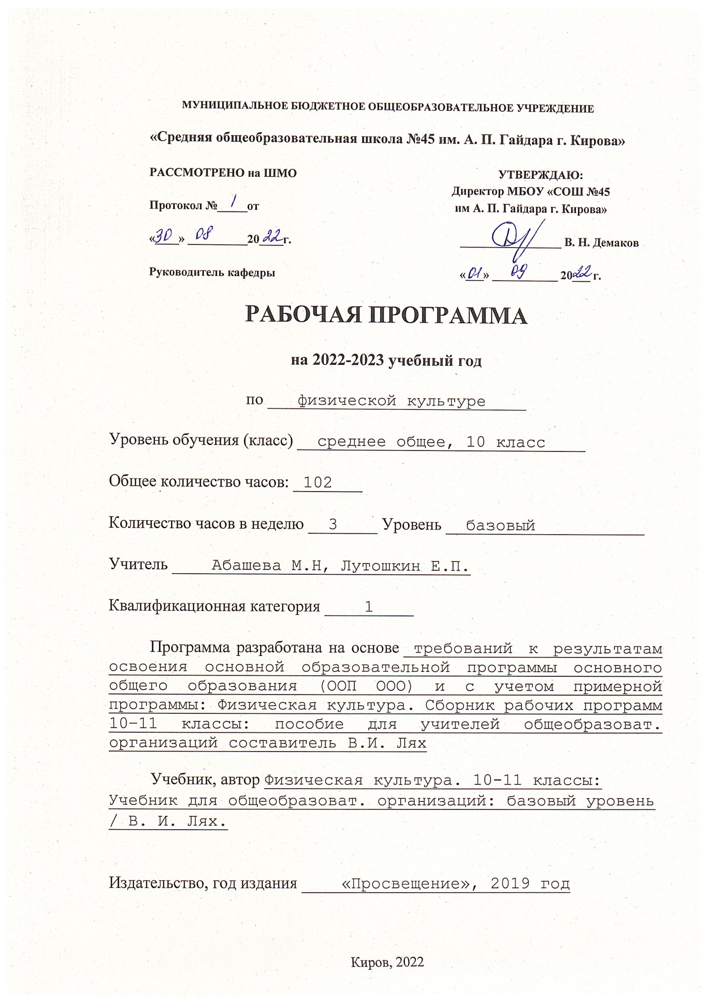 МУНИЦИПАЛЬНОЕ БЮДЖЕТНОЕ ОБЩЕОБРАЗОВАТЕЛЬНОЕ УЧРЕЖДЕНИЕ
«Средняя общеобразовательная школа №45 им. А. П. Гайдара г. Кирова»
РАССМОТРЕНО на ШМО
Протокол № 1 от
«30» 08 2022г.
Руководитель кафедры
УТВЕРЖДАЮ:
Директор МБОУ «СОШ №45
им А. П. Гайдара г. Кирова»
В. Н. Демаков
«01» 09 2022 г.
РАБОЧАЯ ПРОГРАММА
на 2022-2023 учебный год
по физической культуре
Уровень обучения (класс) среднее общее, 10 класс
Общее количество часов: 102
Количество часов в неделю 3 Уровень базовый
Учитель Абашева М.Н, Лутошкин Е.П.
Квалификационная категория 1
Программа разработана на основе требований к результатам
освоения основной образовательной программы основного
общего образования (ООП ООО) и с учетом примерной
программы: Физическая культура. Сборник рабочих программ
10–11 классы: пособие для учителей общеобразоват.
организаций составитель В.И. Лях
Учебник, автор Физическая культура. 10-11 классы:
Учебник для общеобразоват. организаций: базовый уровень
/ В. И. Лях.
Издательство, год издания «Просвещение», 2019 год
Киров, 2022